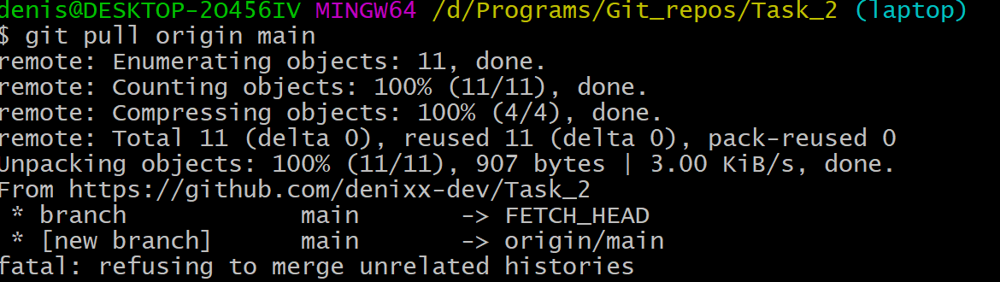 denis@DESKTOP-2O456IV MINGW64 /d/Programs/Git_repos/Task_2 (laptop)
$ git pull origin main
remote: Enumerating objects: 11, done.
remote: Counting objects: 100% (11/11), done.
remote: Compressing objects: 100% (4/4), done.
remote: Total 11 (delta 0), reused 11 (delta 0), pack-reused 0
Unpacking objects: 100% (11/11), 907 bytes | 3.00 KiB/s, done.
From https://github.com/denixx-dev/Task_2
 * branch            main       -> FETCH_HEAD
 * [new branch]      main       -> origin/main
fatal: refusing to merge unrelated histories